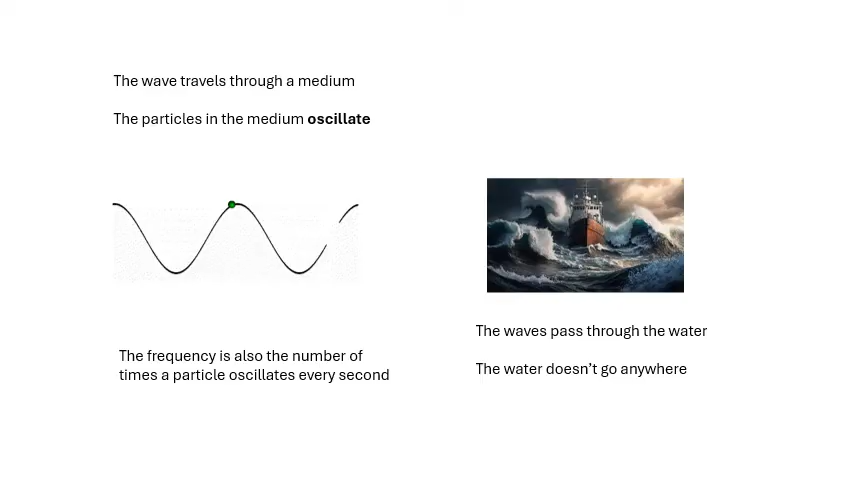 The wave travels through a medium
The particles in the medium oscillate
The frequency is also the number of
times a particle oscillates every second
The waves pass through the water
The water doesn’t go anywhere